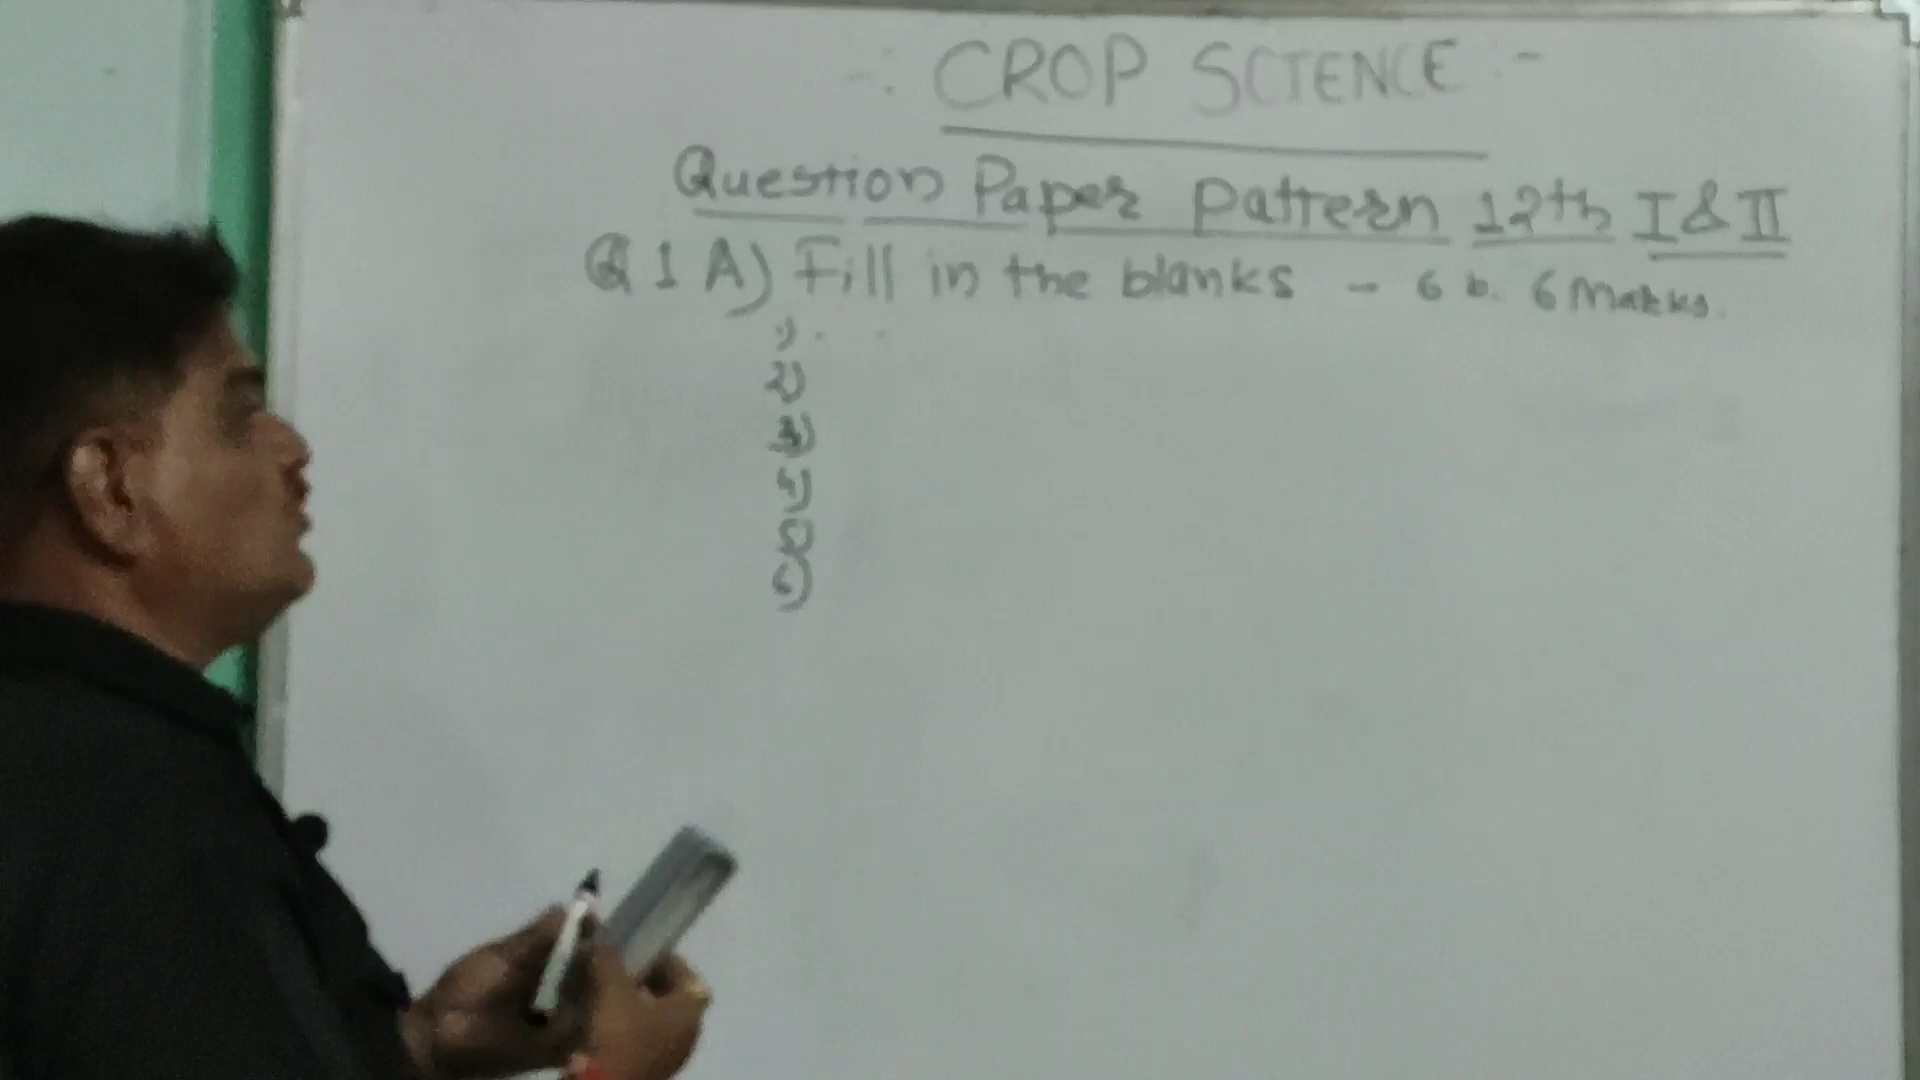 -: CROP SCIENCE :-
Question Paper Pattern 12th I & II
Q 1 A) Fill in the blanks - 6 b. 6 Marks.
1)
2)
3)
4)
5)
6)